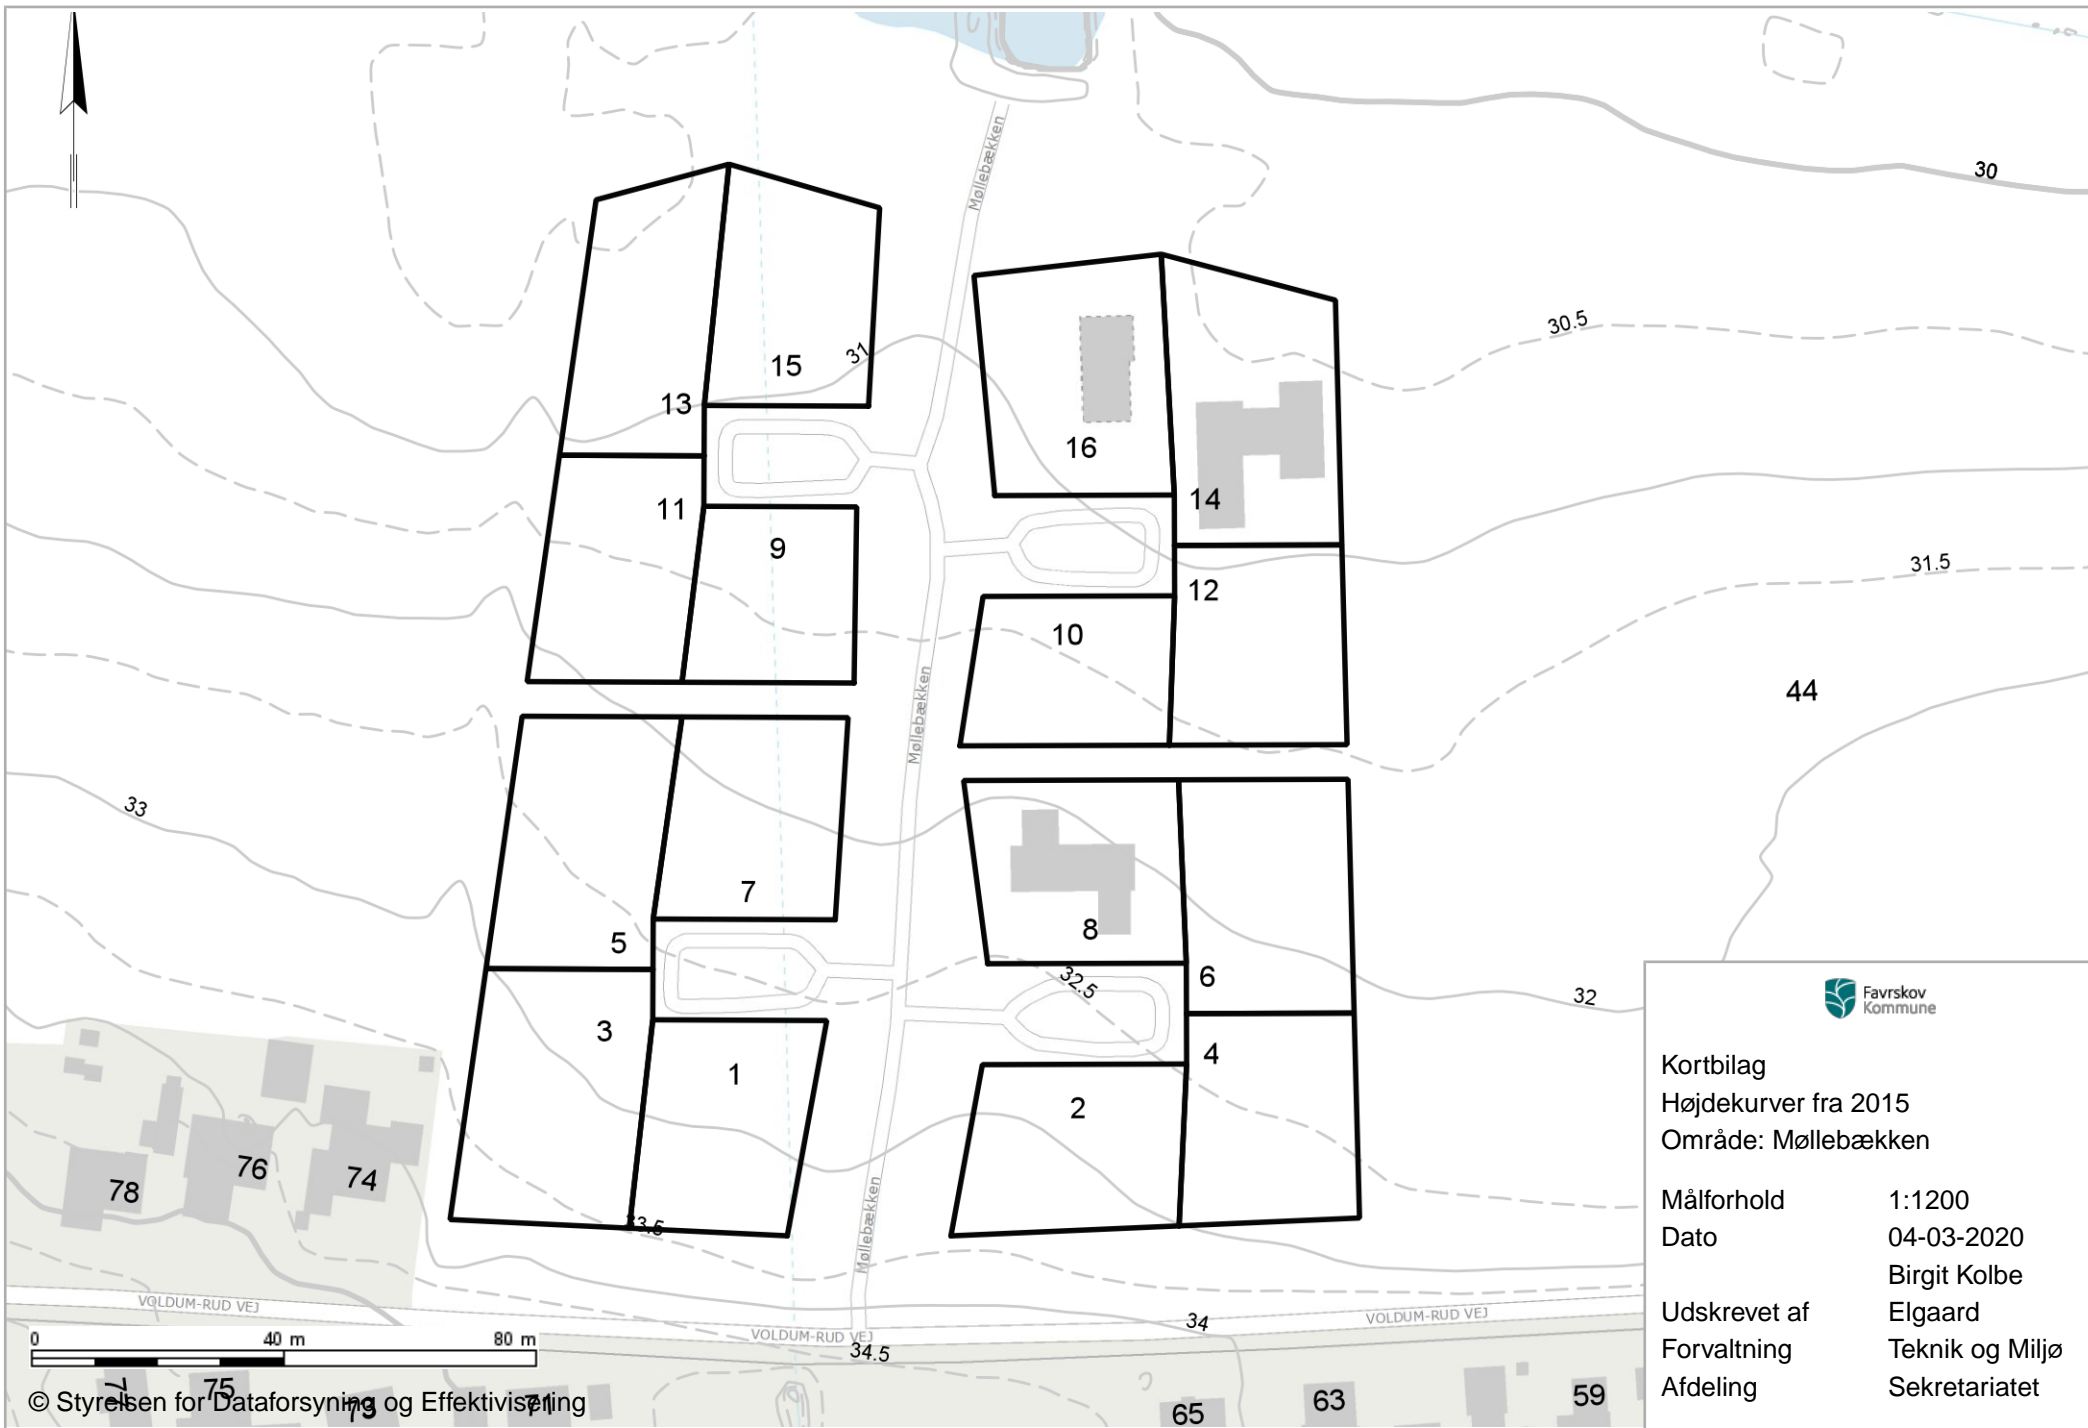 Møllebækken
30
30.5
31
15
13
16
11
14
9
31.5
12
10
44
Møllebækken
33
7
8
5
6
32.5
32
3
4
1
2
76
74
78
33.5
Møllebækken
VOLDUM-RUD VEJ
VOLDUM-RUD VEJ
VOLDUM-RUD VEJ
34
34.5
0 40 m 80 m
75
73
71
65
63
59
© Styrelsen for Dataforsyning og Effektivisering
Favrskov
Kommune
Kortbilag
Højdekurver fra 2015
Område: Møllebækken
Målforhold 1:1200
Dato 04-03-2020
Birgit Kolbe
Udskrevet af Elgaard
Forvaltning Teknik og Miljø
Afdeling Sekretariatet